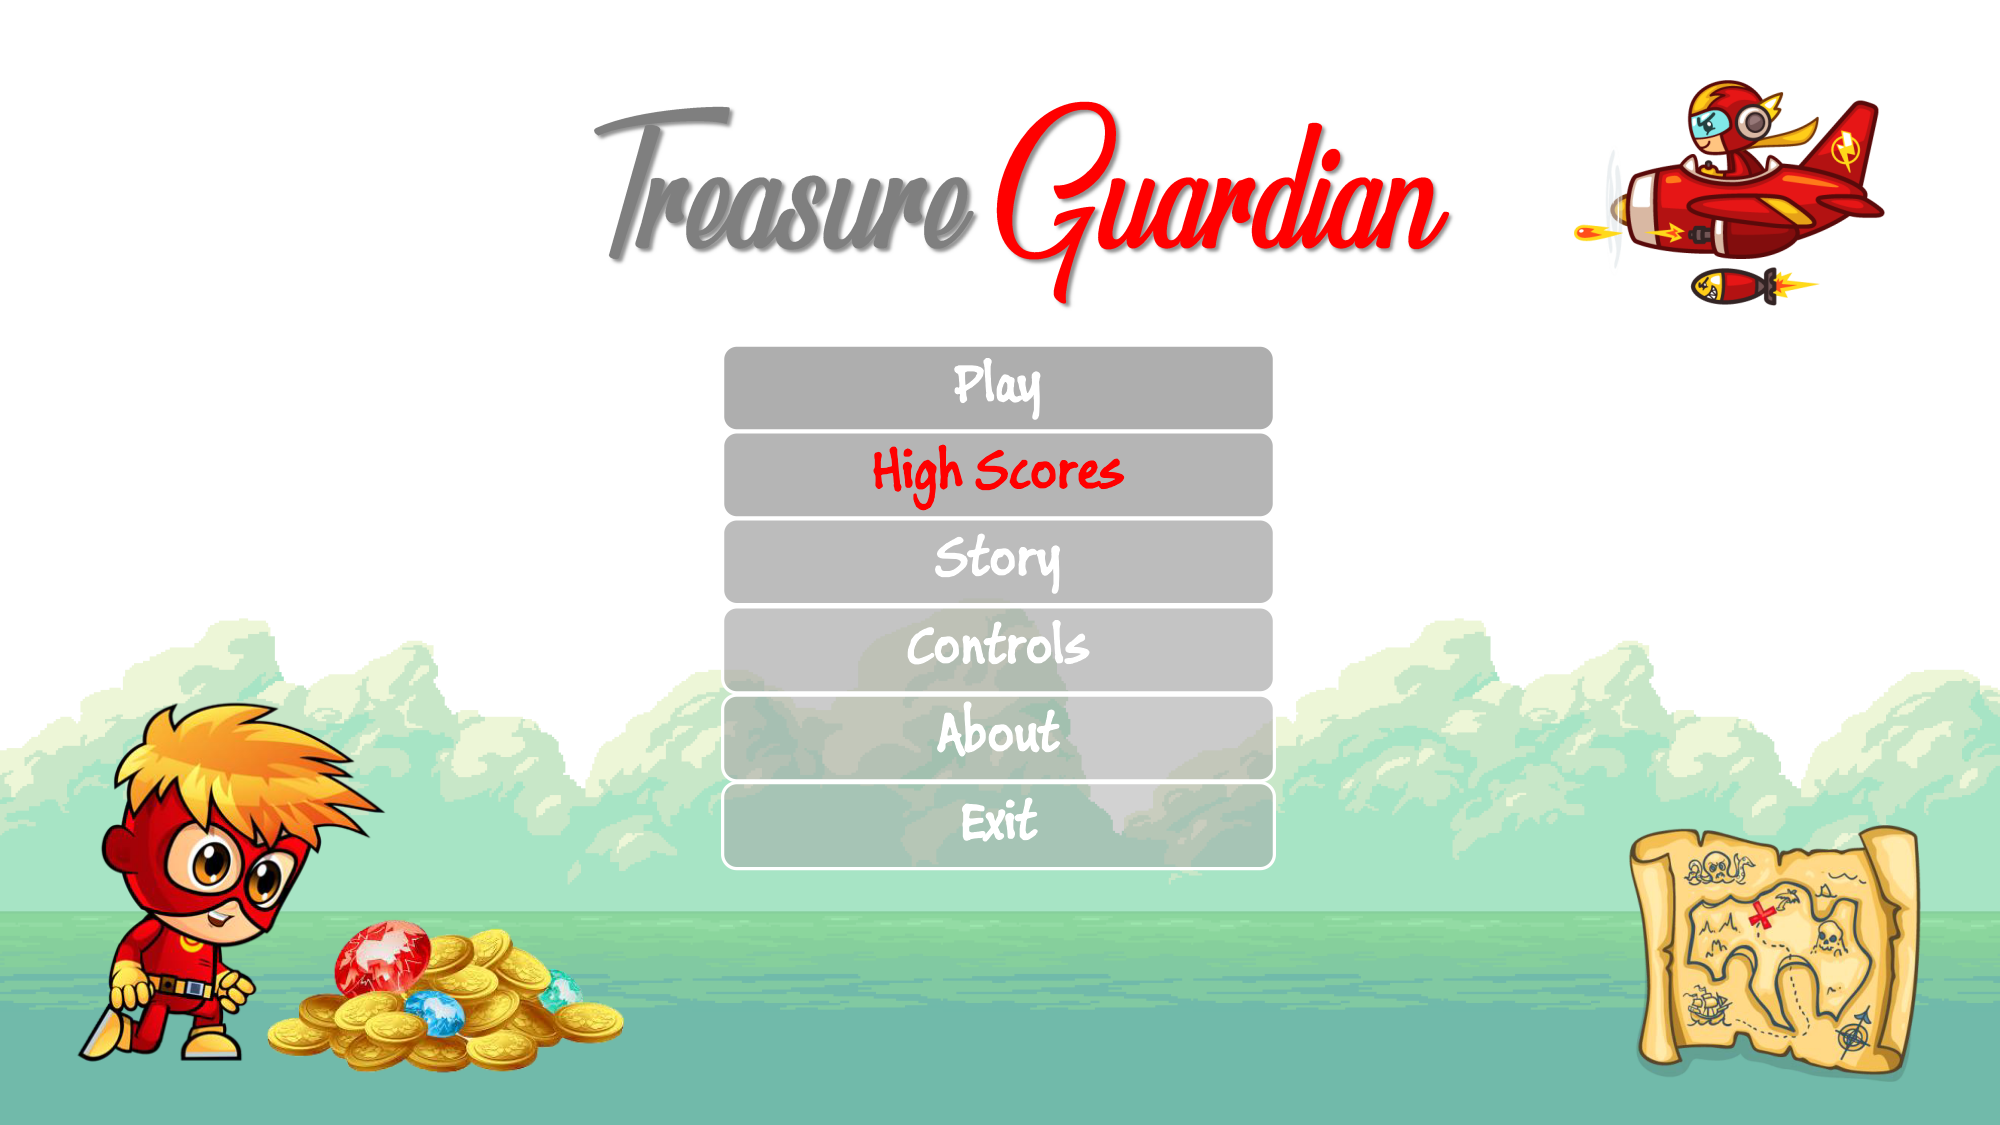 Treasure Guardian
Play
High Scores
Story
Controls
About
Exit